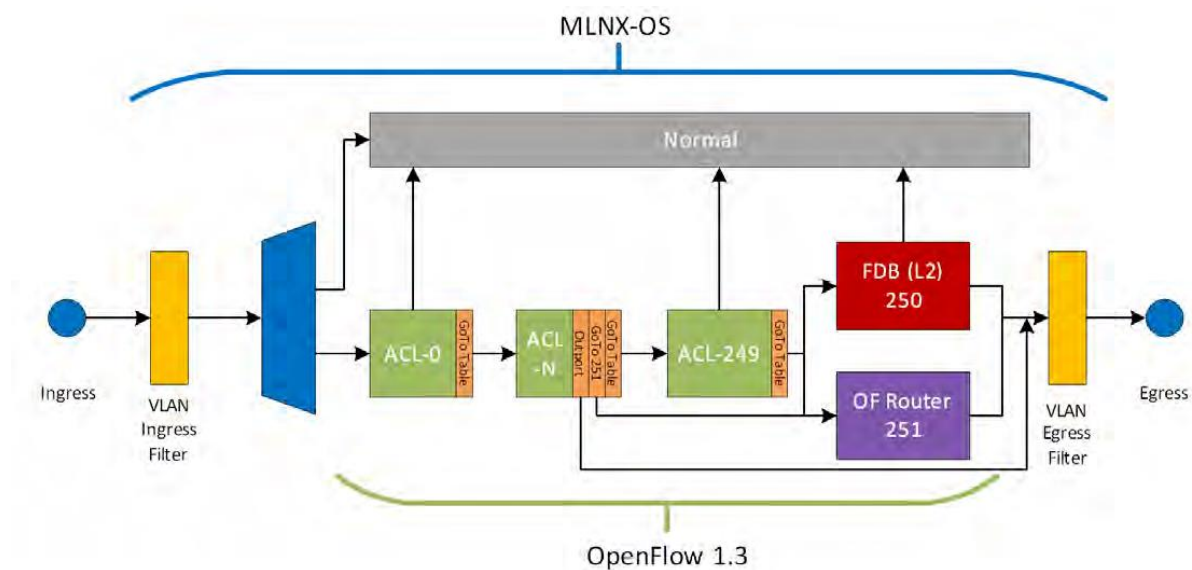 MLNX-OS
Normal
FDB (L2)
250
ACL-0
GoTo Table
ACL
-N
Outport
GoTo 251
GoTo Table
ACL-249
GoTo Table
OF Router
251
Ingress
VLAN
Ingress
Filter
VLAN
Egress
Filter
Egress
OpenFlow 1.3